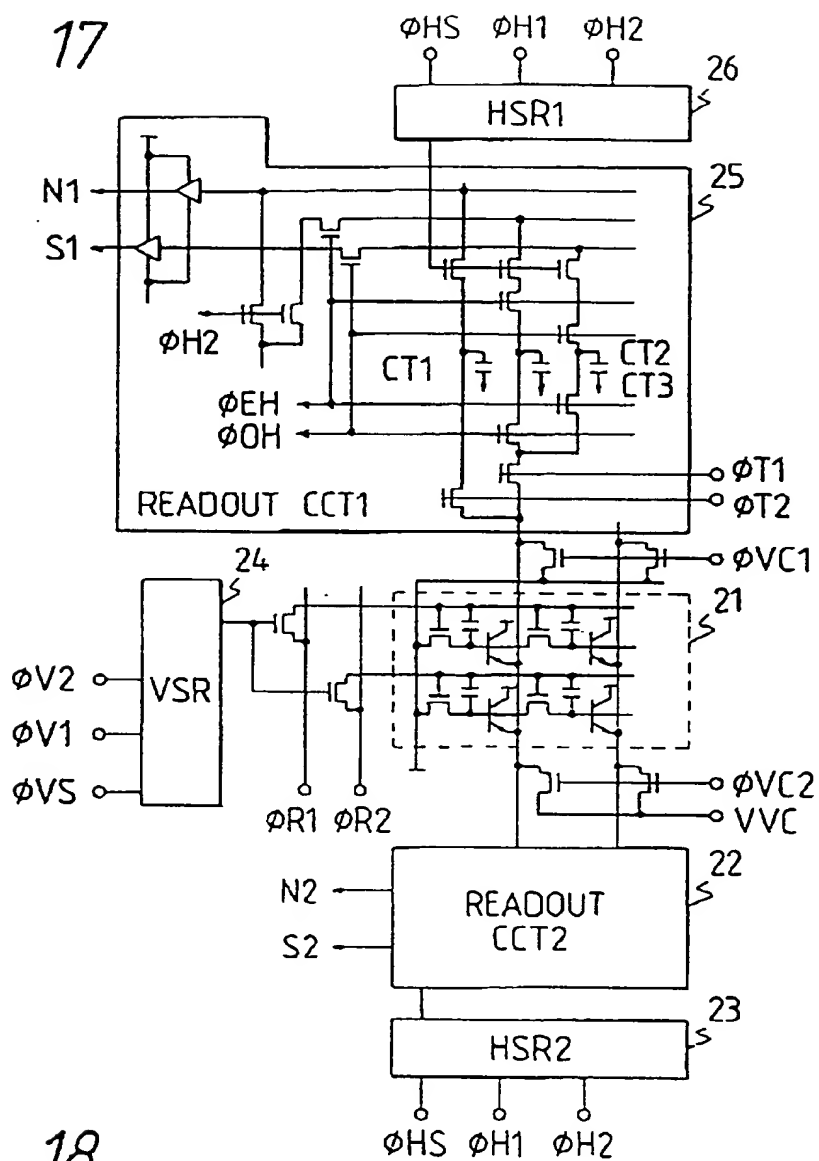 17
φHS φH1 φH2
26
HSR1
25
N1
S1
φH2
CT1
CT2
CT3
φEH
φOH
φT1
φT2
READOUT CCT1
φVC1
24
21
VSR
φV2
φV1
φVS
φR1 φR2
φVC2
VVC
22
N2
READOUT
CCT2
S2
23
HSR2
φHS φH1 φH2
18